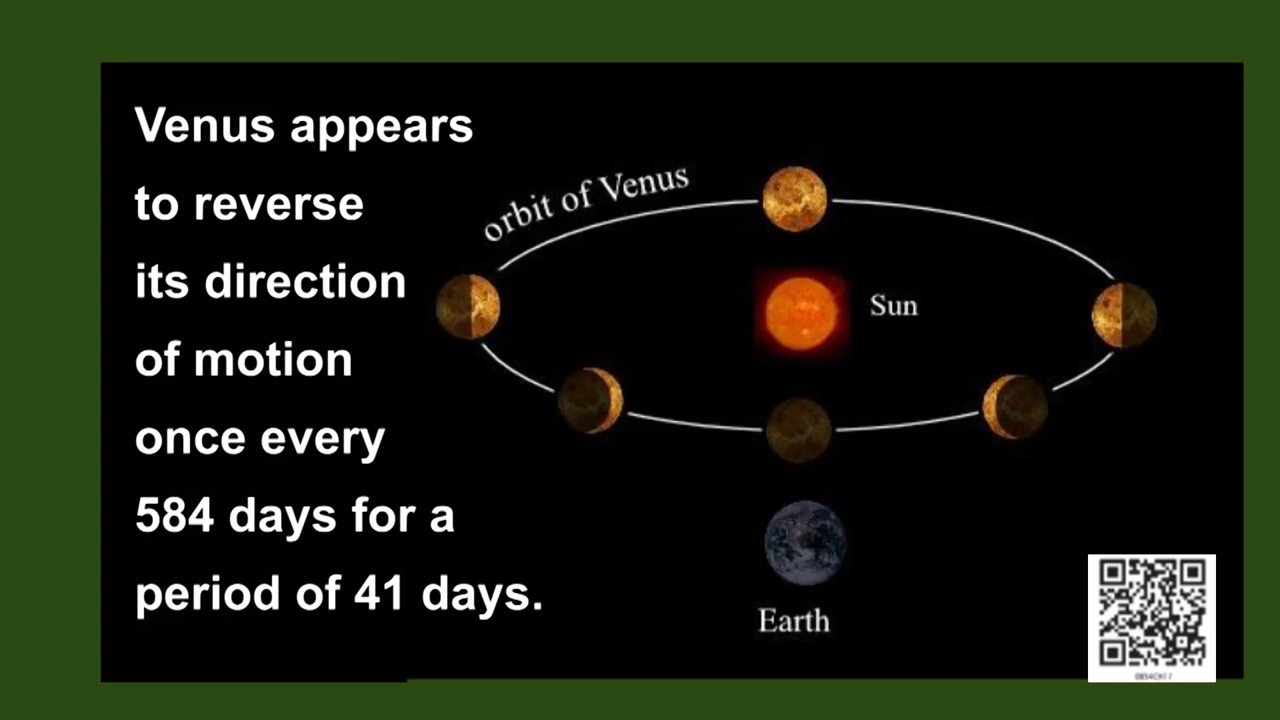 Venus appears
to reverse
its direction
of motion
once every
584 days for a
period of 41 days.
orbit of Venus
Sun
Earth